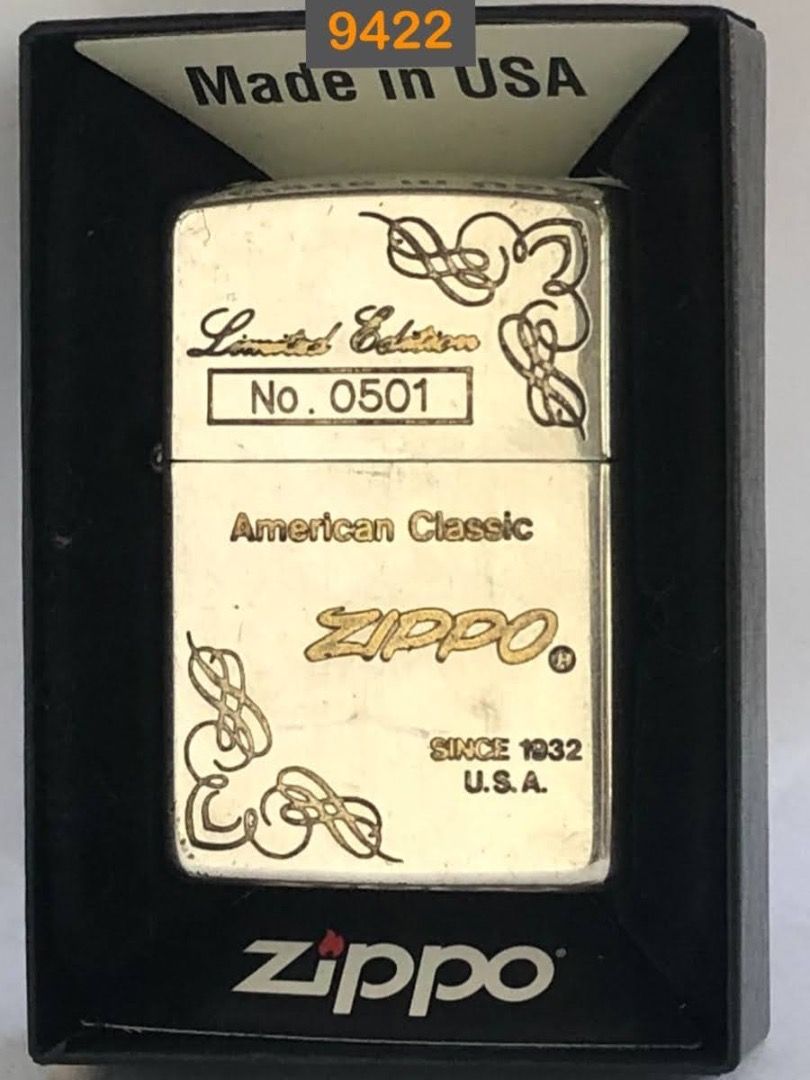 9422
Made in USA
Limited Edition
No. 0501
American Classic
ZIPPO®
SINCE 1932
U.S.A.
zippo